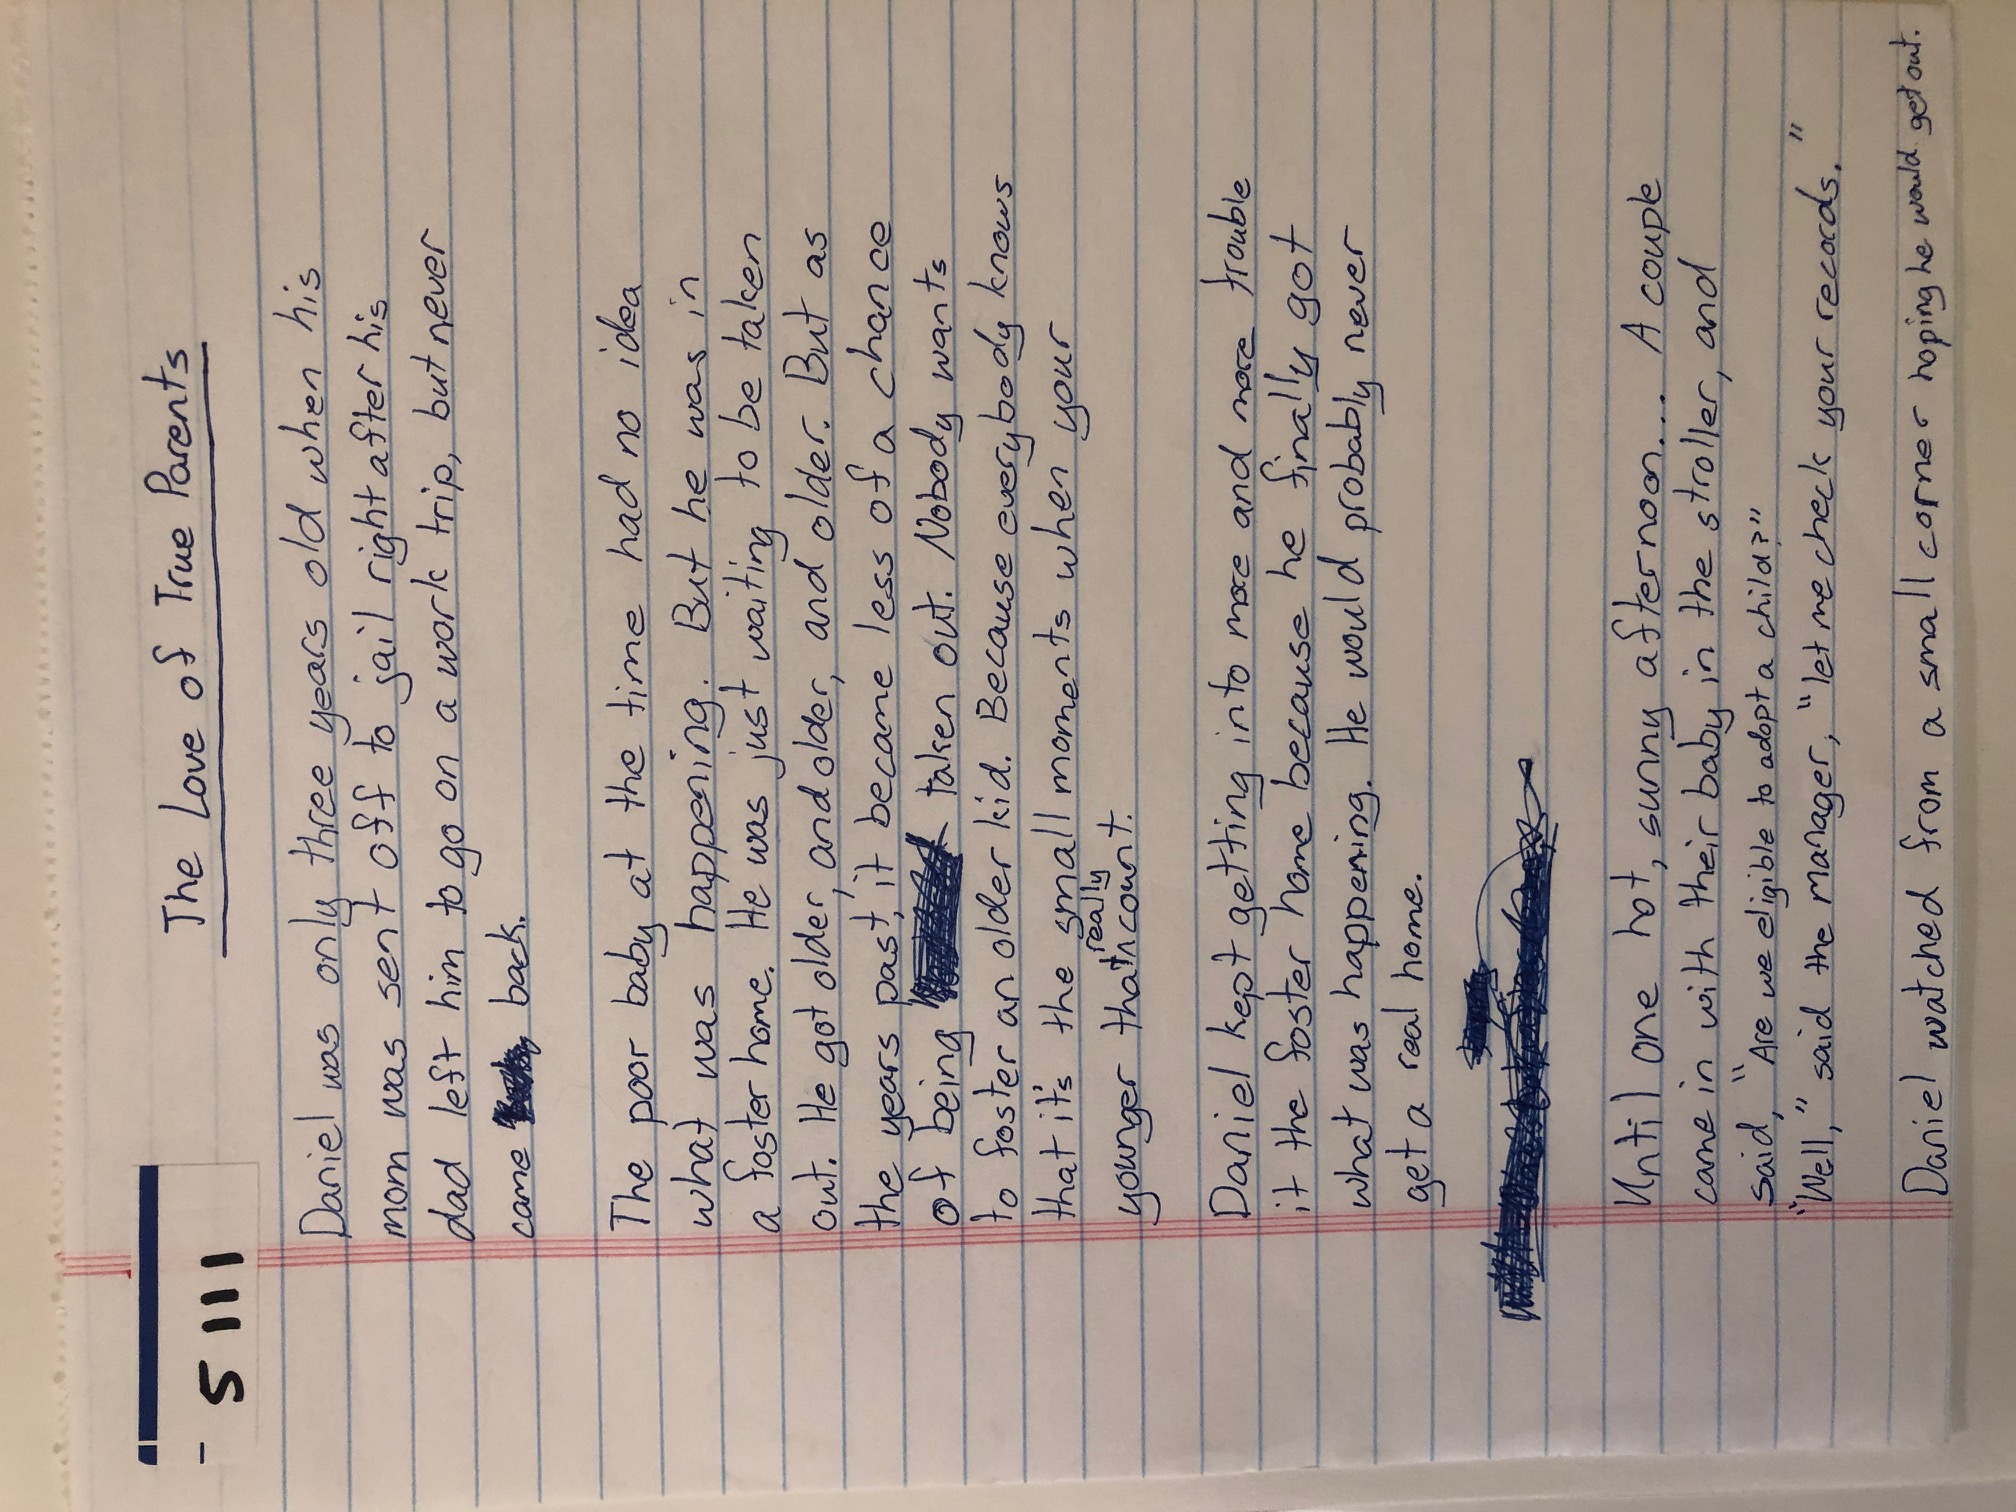 The Love of True Parents
5111
Daniel was only three years old when his
mom was sent off to jail right after his
dad left him to go on a work trip, but never
came back.
The poor baby at the time had no idea
what was happening. But he was in
a foster home. He was just waiting to be taken
out. He got older, and older, and older. But as
the years past, it became less of a chance
of being taken out. Nobody wants
to foster an older kid. Because everybody knows
that it's the small moments when your
younger that really count.
Daniel kept getting into more and more trouble
it the foster home because he finally got
what was happening. He would probably never
get a real home.
Until one hot, sunny afternoon... A couple
came in with their baby in the stroller, and
said, "Are we eligible to adopt a child?"
"Well," said the manager, "let me check your records."
Daniel watched from a small corner hoping he would get out.